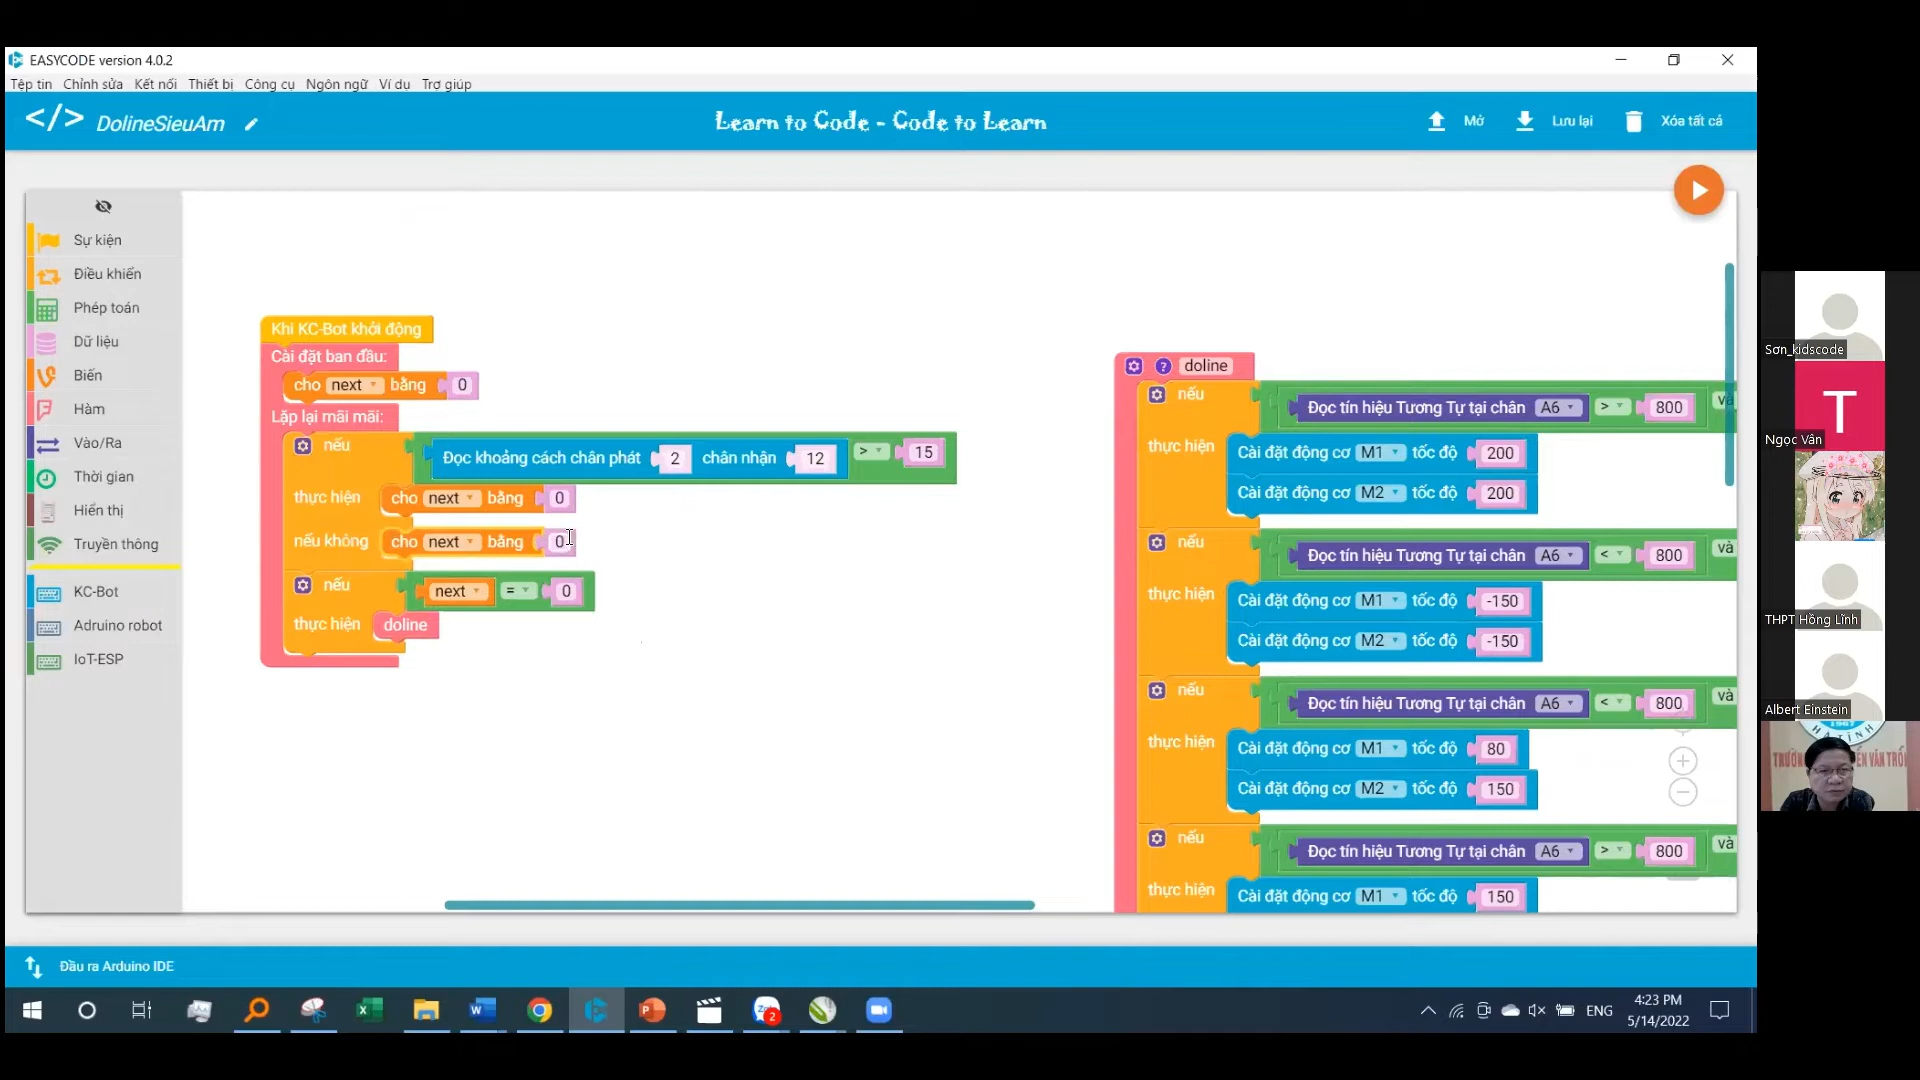 EASYCODE version 4.0.2
Tệp tin Chỉnh sửa Kết nối Thiết bị Công cụ Ngôn ngữ Ví dụ Trợ giúp
</> DolineSieuAm
Learn to Code - Code to Learn
Mở Lưu lại Xóa tất cả
Sự kiện
Điều khiển
Phép toán
Dữ liệu
Biến
Hàm
Vào/Ra
Thời gian
Hiển thị
Truyền thông
KC-Bot
Adruino robot
IoT-ESP
Khi KC-Bot khởi động
Cài đặt ban đầu:
cho next bằng 0
Lặp lại mãi mãi:
nếu Đọc khoảng cách chân phát 2 chân nhận 12 > 15
thực hiện cho next bằng 0
nếu không cho next bằng 0
nếu next = 0
thực hiện doline
? doline
nếu Đọc tín hiệu Tương Tự tại chân A6 > 800 và
thực hiện Cài đặt động cơ M1 tốc độ 200
Cài đặt động cơ M2 tốc độ 200
nếu Đọc tín hiệu Tương Tự tại chân A6 < 800 và
thực hiện Cài đặt động cơ M1 tốc độ -150
Cài đặt động cơ M2 tốc độ -150
nếu Đọc tín hiệu Tương Tự tại chân A6 < 800 và
thực hiện Cài đặt động cơ M1 tốc độ 80
Cài đặt động cơ M2 tốc độ 150
nếu Đọc tín hiệu Tương Tự tại chân A6 > 800 và
thực hiện Cài đặt động cơ M1 tốc độ 150
Đầu ra Arduino IDE
2
ENG
4:23 PM
5/14/2022
Sơn_kidscode
T
Ngọc Vân
THPT Hồng Lĩnh
Albert Einstein
1967
HÀ TĨNH